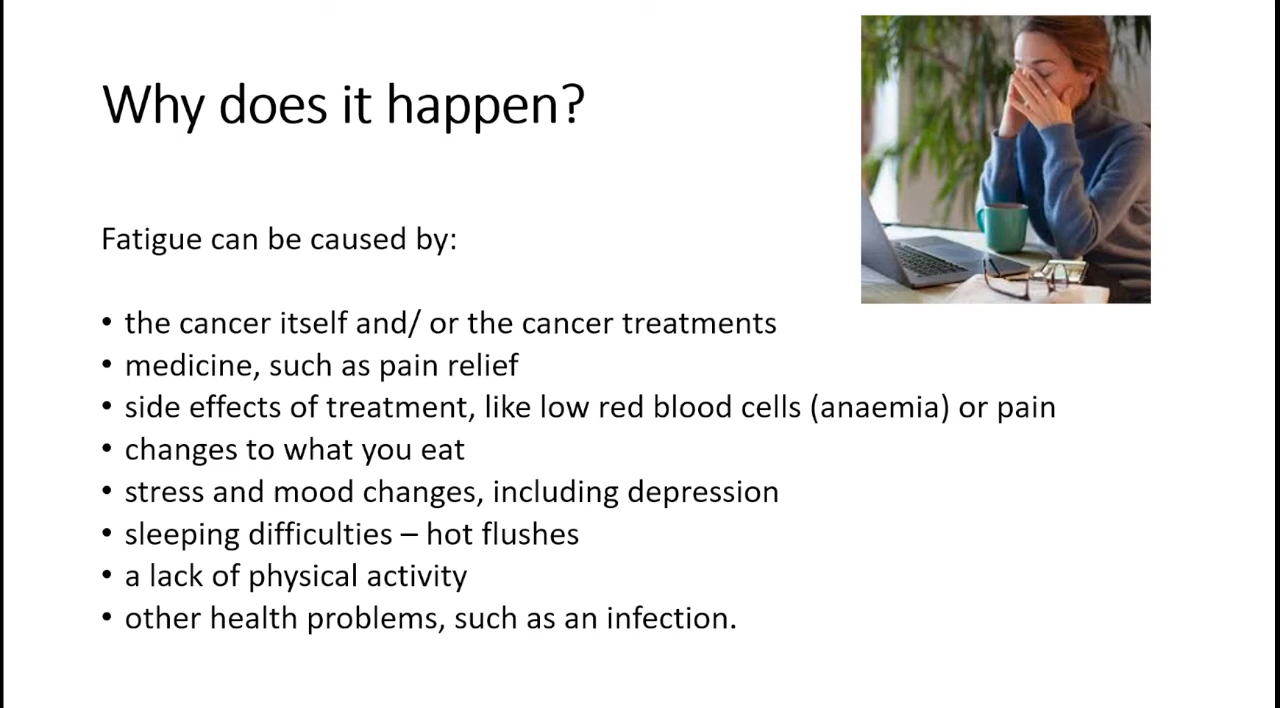 Why does it happen?
Fatigue can be caused by:
• the cancer itself and/ or the cancer treatments
• medicine, such as pain relief
• side effects of treatment, like low red blood cells (anaemia) or pain
• changes to what you eat
• stress and mood changes, including depression
• sleeping difficulties – hot flushes
• a lack of physical activity
• other health problems, such as an infection.